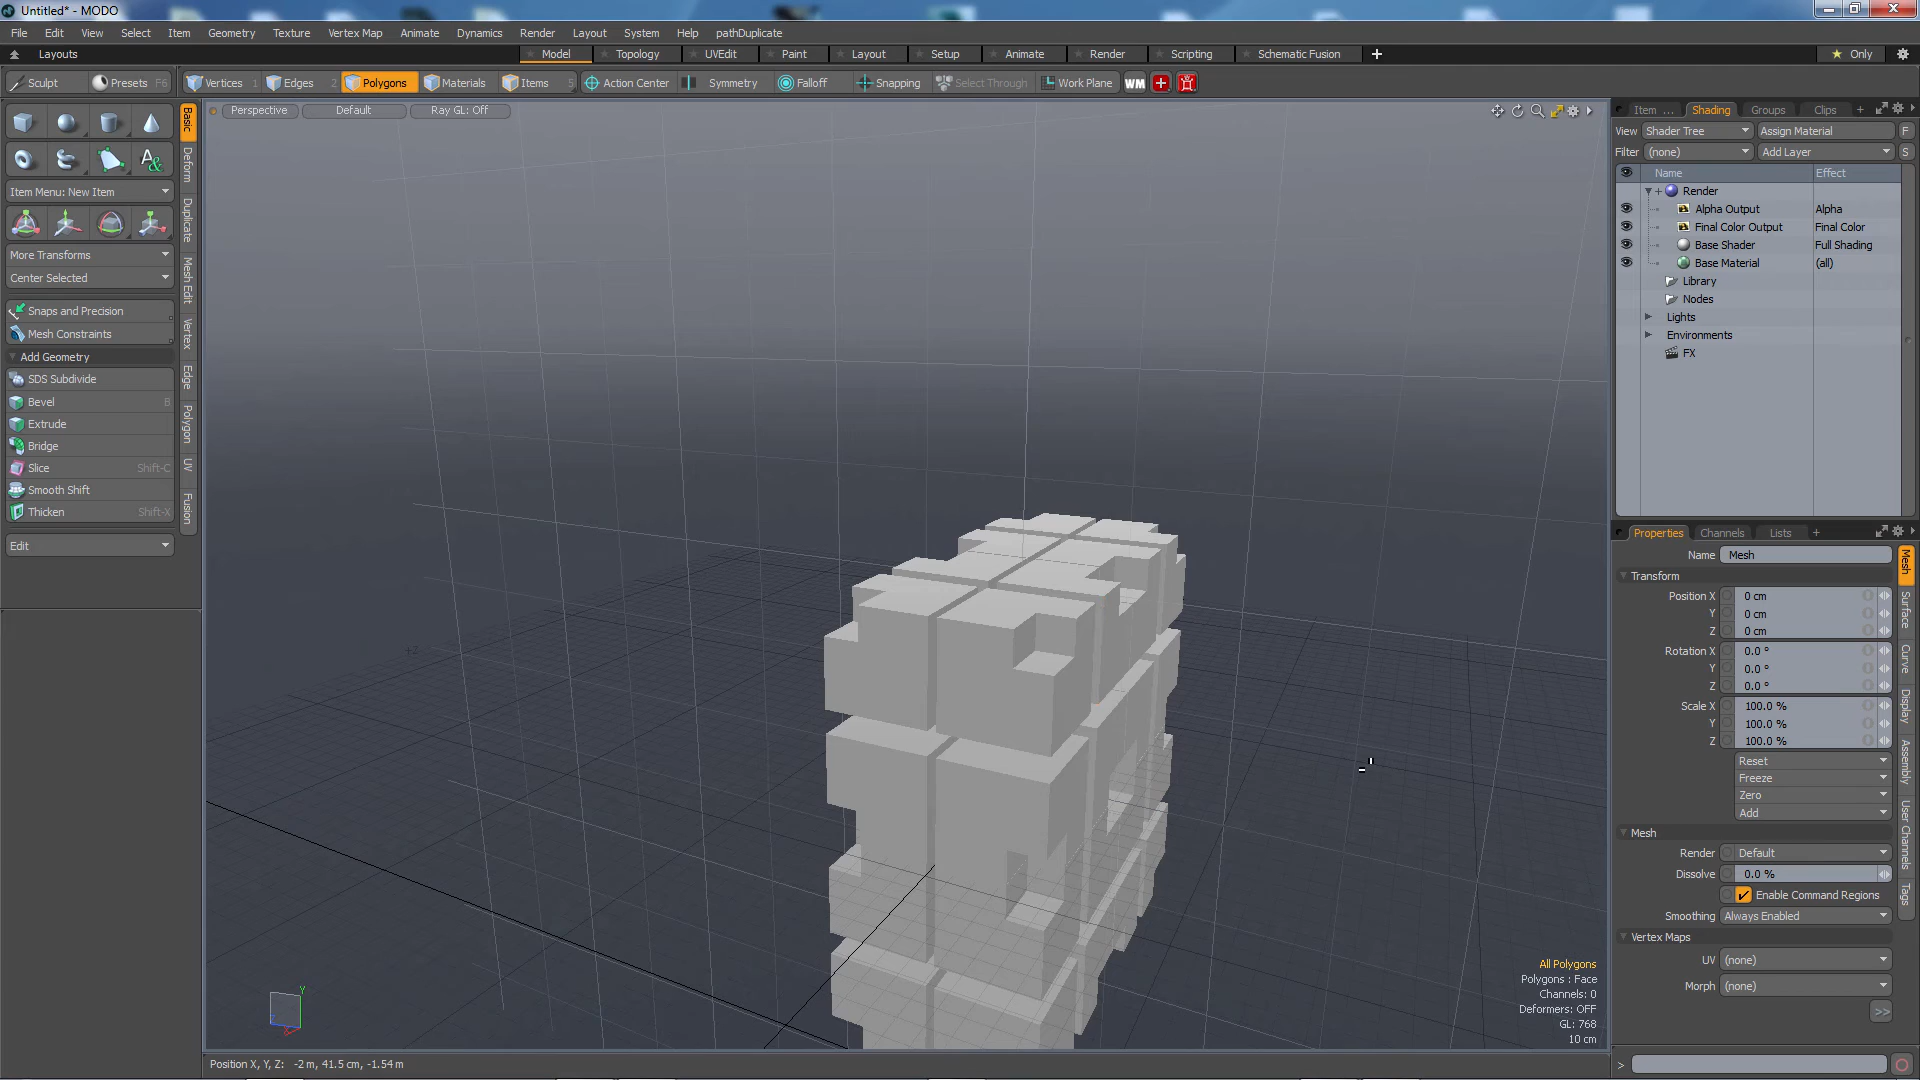 Untitled* - MODO
File Edit View Select Item Geometry Texture Vertex Map Animate Dynamics Render Layout System Help pathDuplicate
Layouts Model Topology UVEdit Paint Layout Setup Animate Render Scripting Schematic Fusion Only
Sculpt Presets F6 Vertices 1 Edges 2 Polygons Materials Items 5 Action Center Symmetry Falloff Snapping Select Through Work Plane WM
Perspective Default Ray GL: Off
Basic
Deform
Duplicate
Mesh Edit
Vertex
Edge
Polygon
UV
Fusion
Item Menu: New Item
More Transforms
Center Selected
Snaps and Precision
Mesh Constraints
Add Geometry
SDS Subdivide
Bevel B
Extrude
Bridge
Slice Shift-C
Smooth Shift
Thicken Shift-X
Edit
Item ... Shading Groups Clips
View Shader Tree Assign Material F
Filter (none) Add Layer S
Name Effect
Render
Alpha Output Alpha
Final Color Output Final Color
Base Shader Full Shading
Base Material (all)
Library
Nodes
Lights
Environments
FX
Properties Channels Lists
Name Mesh
Transform
Position X 0 cm
Y 0 cm
Z 0 cm
Rotation X 0.0 °
Y 0.0 °
Z 0.0 °
Scale X 100.0 %
Y 100.0 %
Z 100.0 %
Reset
Freeze
Zero
Add
Mesh
Render Default
Dissolve 0.0 %
Enable Command Regions
Smoothing Always Enabled
Vertex Maps
UV (none)
Morph (none)
>>
Mesh
Surface
Curve
Display
Assembly
User Channels
Tags
All Polygons
Polygons : Face
Channels: 0
Deformers: OFF
GL: 768
10 cm
Y
Z
Position X, Y, Z: -2 m, 41.5 cm, -1.54 m
>